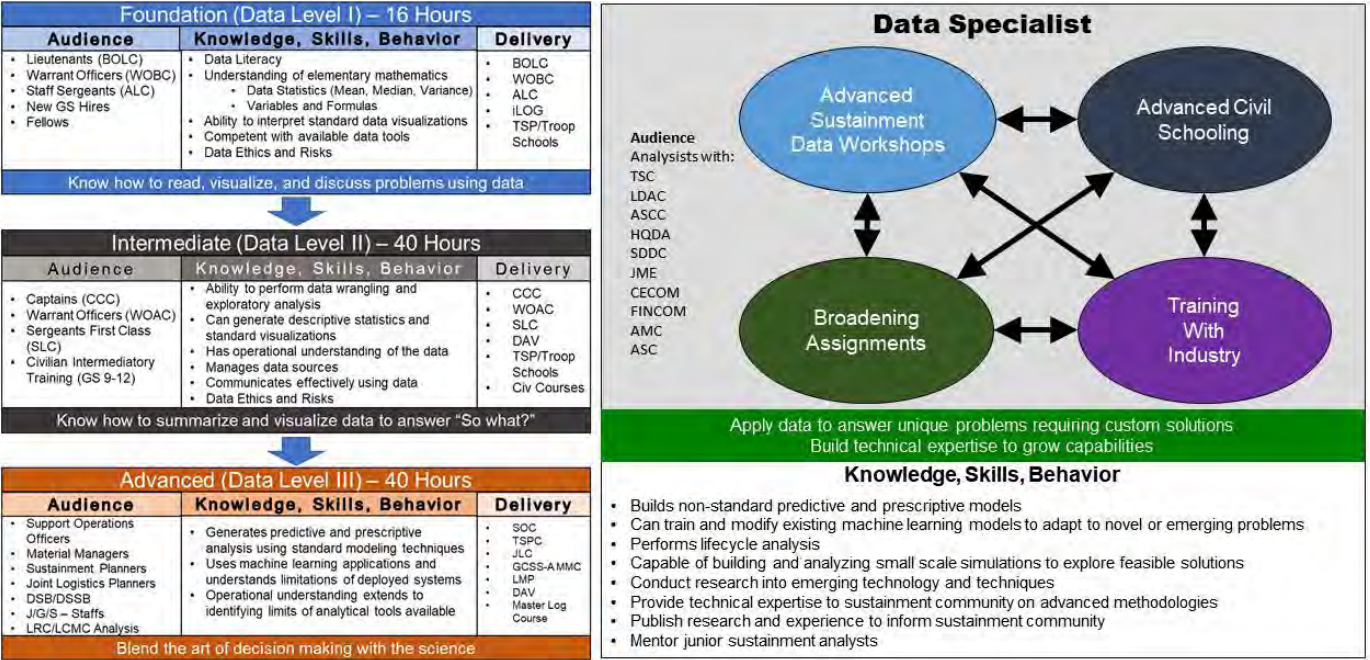 Foundation (Data Level I) – 16 Hours
Audience
• Lieutenants (BOLC)
• Warrant Officers (WOBC)
• Staff Sergeants (ALC)
• New GS Hires
• Fellows
Knowledge, Skills, Behavior
• Data Literacy
• Understanding of elementary mathematics
• Data Statistics (Mean, Median, Variance)
• Variables and Formulas
• Ability to interpret standard data visualizations
• Competent with available data tools
• Data Ethics and Risks
Delivery
• BOLC
• WOBC
• ALC
• iLOG
• TSP/Troop
Schools
Know how to read, visualize, and discuss problems using data
Intermediate (Data Level II) – 40 Hours
Audience
• Captains (CCC)
• Warrant Officers (WOAC)
• Sergeants First Class
(SLC)
• Civilian Intermediatory
Training (GS 9-12)
Knowledge, Skills, Behavior
• Ability to perform data wrangling and
exploratory analysis
• Can generate descriptive statistics and
standard visualizations
• Has operational understanding of the data
• Manages data sources
• Communicates effectively using data
• Data Ethics and Risks
Delivery
• CCC
• WOAC
• SLC
• DAV
• TSP/Troop
Schools
• Civ Courses
Know how to summarize and visualize data to answer “So what?”
Advanced (Data Level III) – 40 Hours
Audience
• Support Operations
Officers
• Material Managers
• Sustainment Planners
• Joint Logistics Planners
• DSB/DSSB
• J/G/S – Staffs
• LRC/LCMC Analysis
Knowledge, Skills, Behavior
• Generates predictive and prescriptive
analysis using standard modeling techniques
• Uses machine learning applications and
understands limitations of deployed systems
• Operational understanding extends to
identifying limits of analytical tools available
Delivery
• SOC
• TSPC
• JLC
• GCSS-A MMC
• LMP
• DAV
• Master Log
Course
Blend the art of decision making with the science
Data Specialist
Audience
Analysists with:
TSC
LDAC
ASCC
HQDA
SDDC
JME
CECOM
FINCOM
AMC
ASC
Advanced
Sustainment
Data Workshops
Advanced Civil
Schooling
Broadening
Assignments
Training
With
Industry
Apply data to answer unique problems requiring custom solutions
Build technical expertise to grow capabilities
Knowledge, Skills, Behavior
• Builds non-standard predictive and prescriptive models
• Can train and modify existing machine learning models to adapt to novel or emerging problems
• Performs lifecycle analysis
• Capable of building and analyzing small scale simulations to explore feasible solutions
• Conduct research into emerging technology and techniques
• Provide technical expertise to sustainment community on advanced methodologies
• Publish research and experience to inform sustainment community
• Mentor junior sustainment analysts